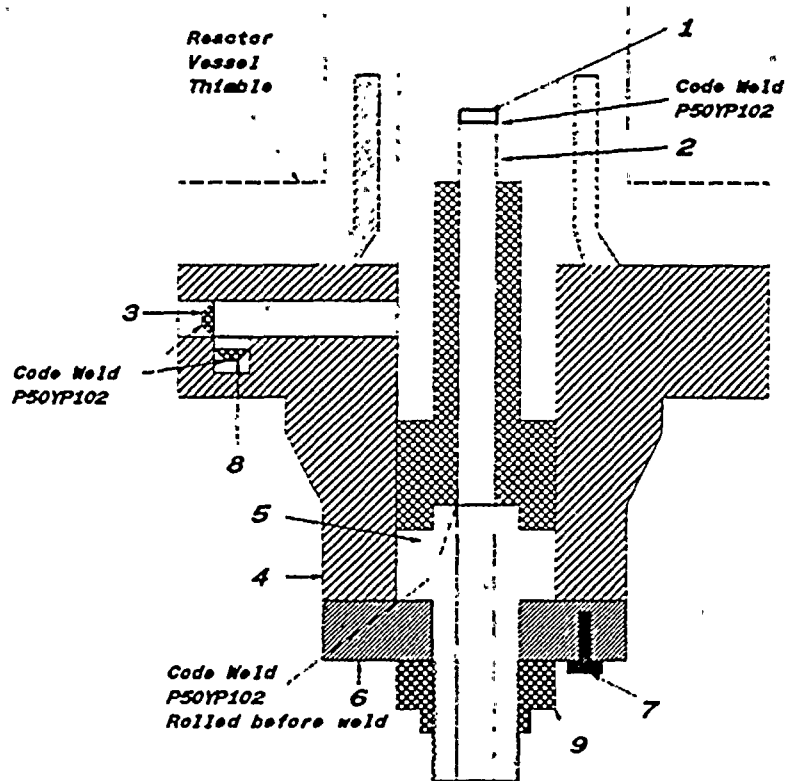 Reactor
Vessel
Thimble
1
Code Weld
P50YP102
2
3
Code Weld
P50YP102
8
5
4
Code Weld
P50YP102
Rolled before weld
6
7
9